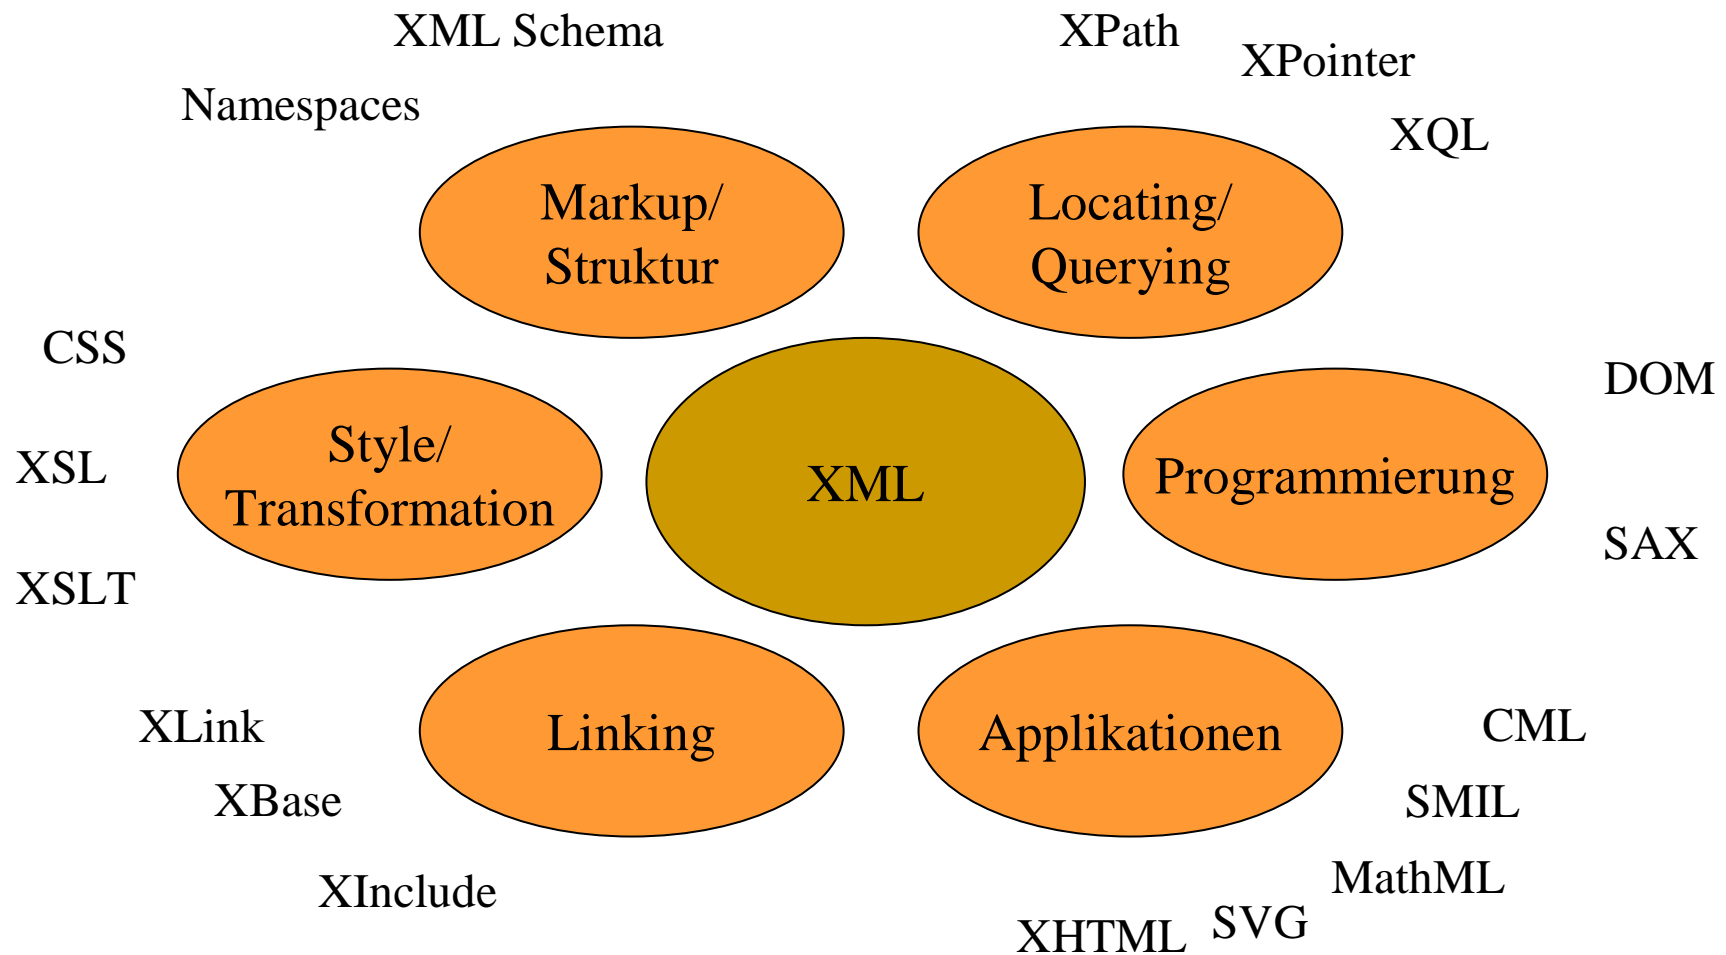 XML Schema
XPath
XPointer
Namespaces
XQL
Markup/
Struktur
Locating/
Querying
CSS
DOM
Style/
Transformation
XSL
XML
Programmierung
SAX
XSLT
XLink
Linking
Applikationen
CML
XBase
SMIL
XInclude
MathML
SVG
XHTML